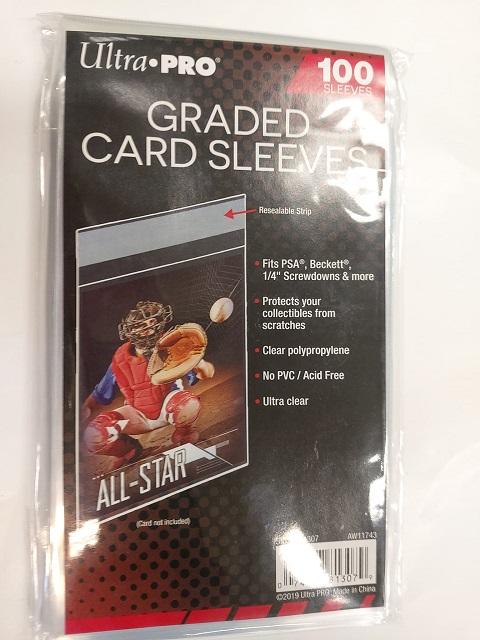 Ultra•PRO®
100
SLEEVES
GRADED
CARD SLEEVES
Resealable Strip
• Fits PSA®, Beckett®,
1/4" Screwdowns & more
• Protects your
collectibles from
scratches
• Clear polypropylene
• No PVC / Acid Free
• Ultra clear
ALL-STAR
(Card not included)
AW11743
©2019 Ultra PRO. Made in China